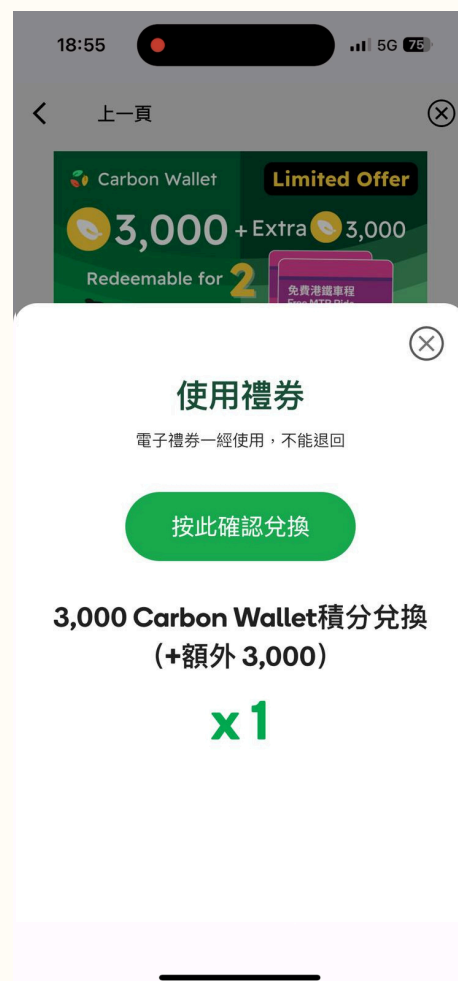 18:55
5G 75
上一頁
Carbon Wallet
Limited Offer
3,000 + Extra 3,000
Redeemable for 2
免費港鐵車程
Free MTR Ride
使用禮券
電子禮券一經使用，不能退回
按此確認兌換
3,000 Carbon Wallet積分兌換
(+額外 3,000)
x 1